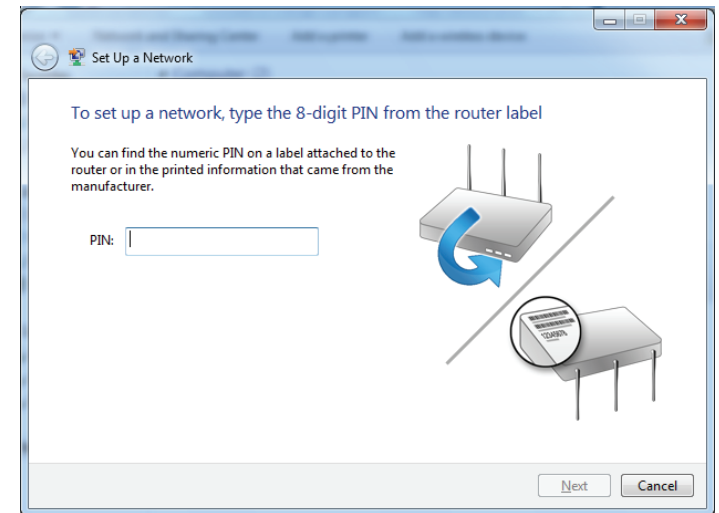 Set Up a Network
To set up a network, type the 8-digit PIN from the router label
You can find the numeric PIN on a label attached to the
router or in the printed information that came from the
manufacturer.
PIN:
12345678
Next
Cancel